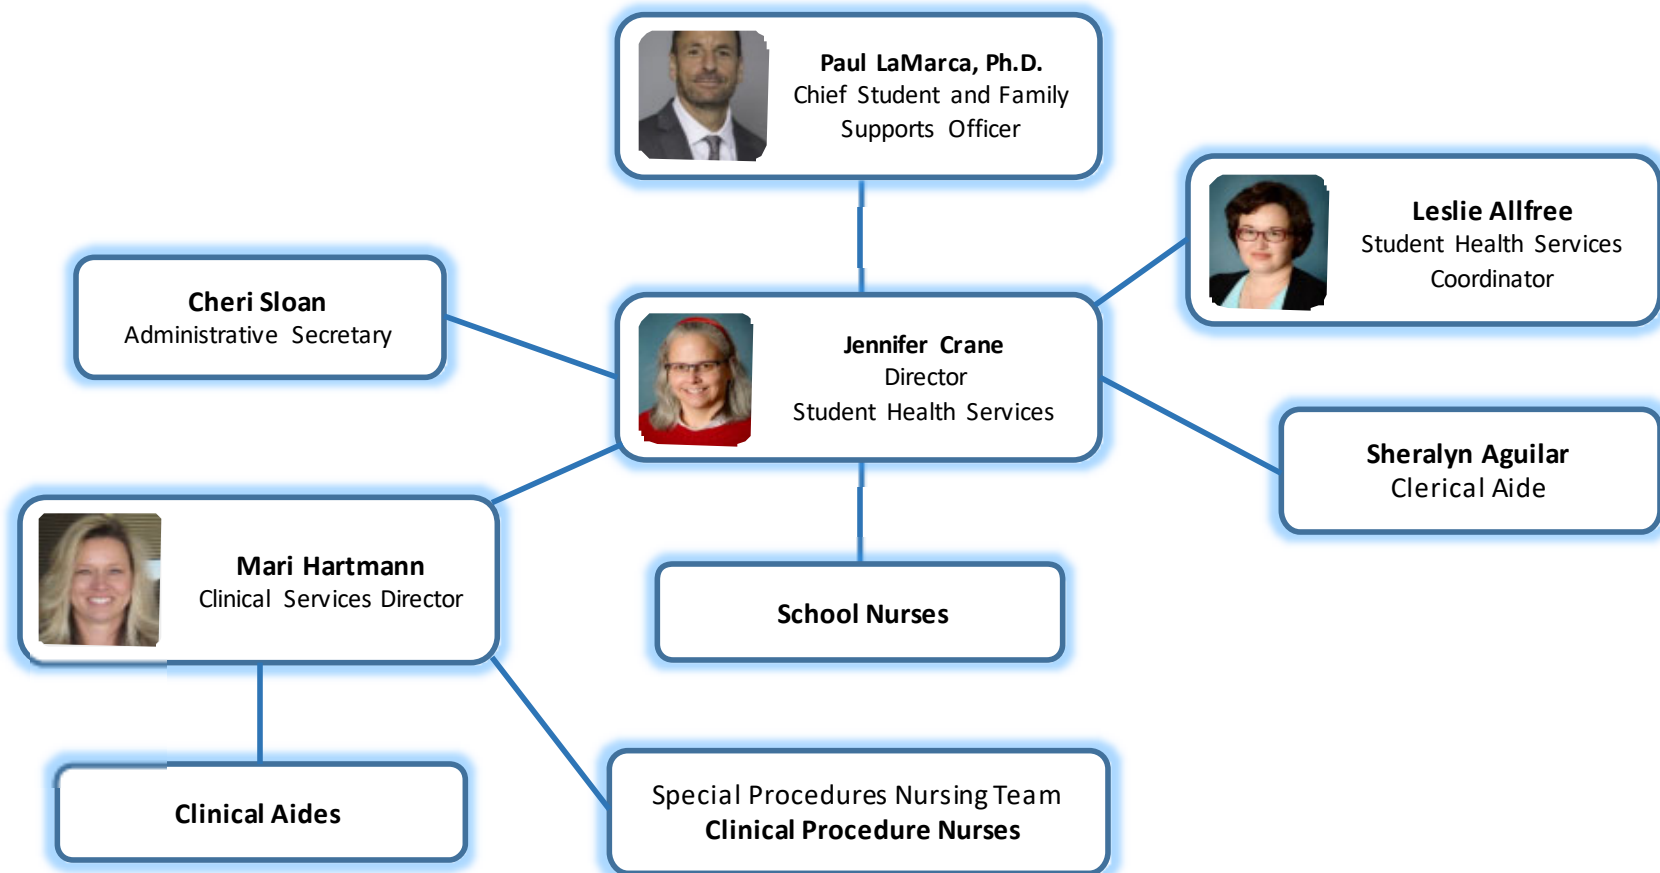 Paul LaMarca, Ph.D.
Chief Student and Family
Supports Officer
Leslie Allfree
Student Health Services
Coordinator
Cheri Sloan
Administrative Secretary
Jennifer Crane
Director
Student Health Services
Sheralyn Aguilar
Clerical Aide
Mari Hartmann
Clinical Services Director
School Nurses
Clinical Aides
Special Procedures Nursing Team
Clinical Procedure Nurses